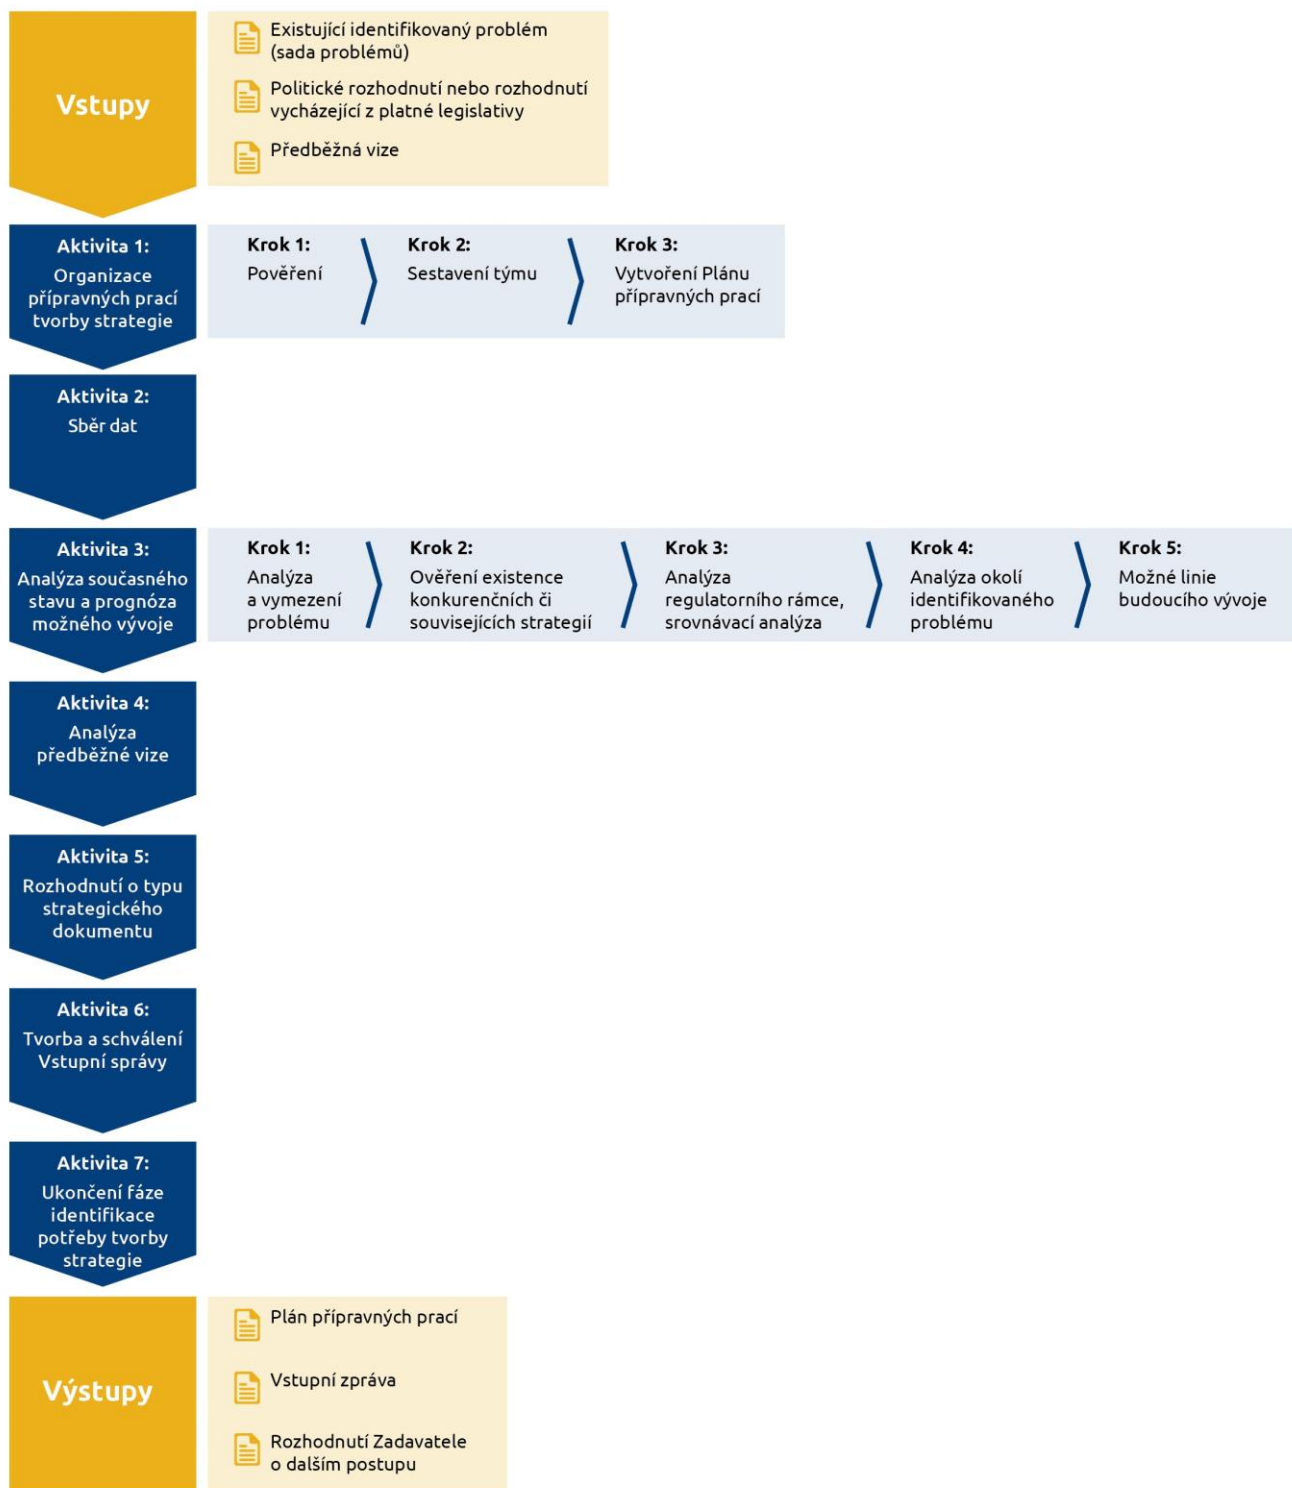 Vstupy
Existující identifikovaný problém
(sada problémů)
Politické rozhodnutí nebo rozhodnutí
vycházející z platné legislativy
Předběžná vize
Aktivita 1:
Organizace
přípravných prací
tvorby strategie
Krok 1:
Pověření
Krok 2:
Sestavení týmu
Krok 3:
Vytvoření Plánu
přípravných prací
Aktivita 2:
Sběr dat
Aktivita 3:
Analýza současného
stavu a prognóza
možného vývoje
Krok 1:
Analýza
a vymezení
problému
Krok 2:
Ověření existence
konkurenčních či
souvisejících strategií
Krok 3:
Analýza
regulatorního rámce,
srovnávací analýza
Krok 4:
Analýza okolí
identifikovaného
problému
Krok 5:
Možné linie
budoucího vývoje
Aktivita 4:
Analýza
předběžné vize
Aktivita 5:
Rozhodnutí o typu
strategického
dokumentu
Aktivita 6:
Tvorba a schválení
Vstupní správy
Aktivita 7:
Ukončení fáze
identifikace
potřeby tvorby
strategie
Výstupy
Plán přípravných prací
Vstupní zpráva
Rozhodnutí Zadavatele
o dalším postupu